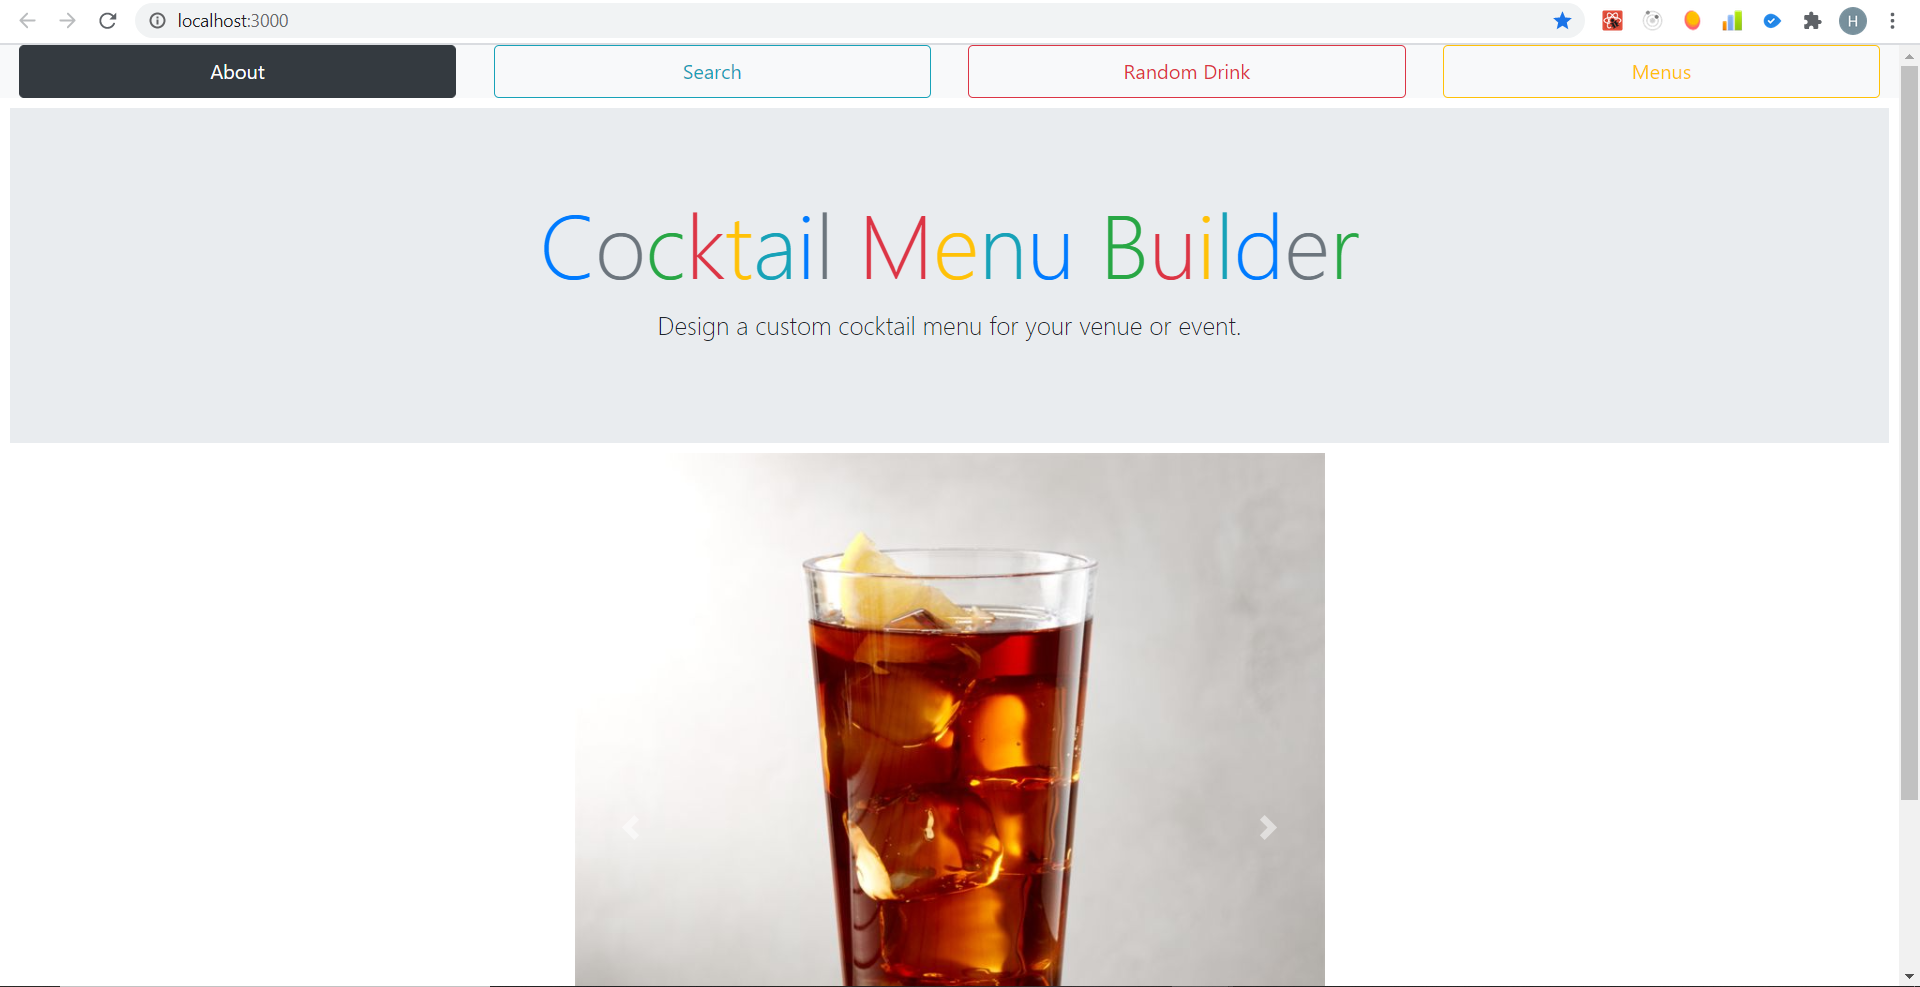 localhost:3000
H
About
Search
Random Drink
Menus
Cocktail Menu Builder
Design a custom cocktail menu for your venue or event.